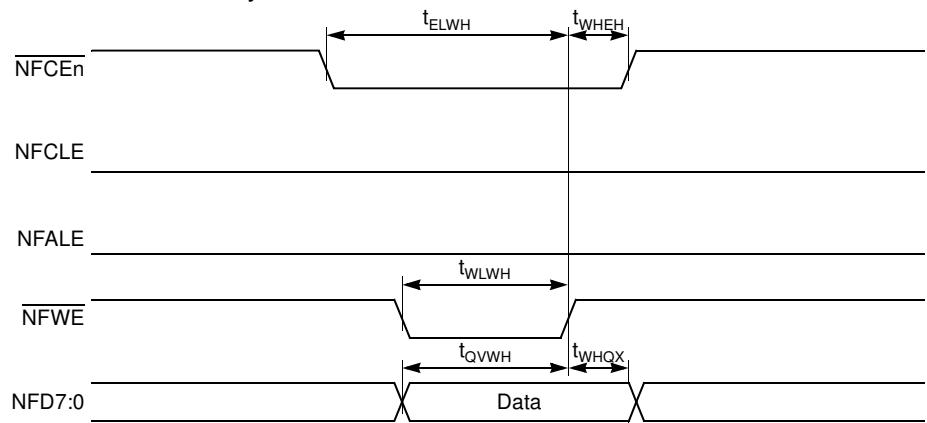 tELWH tWHEH
NFCEn
NFCLE
NFALE
tWLWH
NFWE
tQVWH tWHQX
NFD7:0 Data